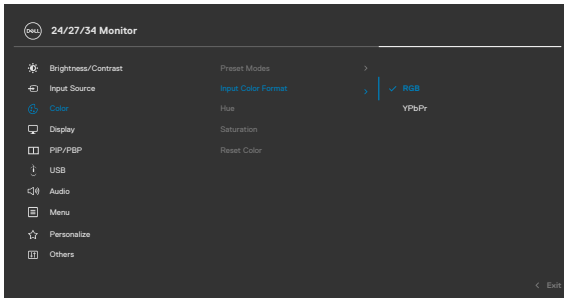 DELL 24/27/34 Monitor
Brightness/Contrast Preset Modes >
Input Source Input Color Format > ✓ RGB
Color Hue YPbPr
Display Saturation
PIP/PBP Reset Color
USB
Audio
Menu
Personalize
Others
< Exit